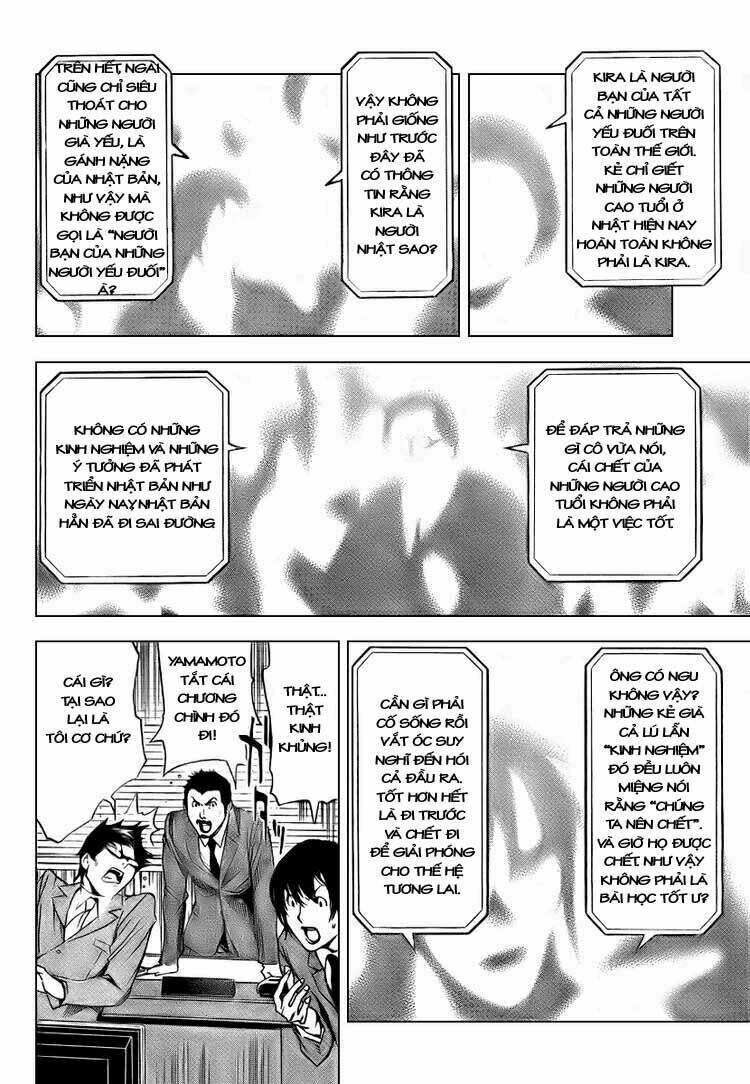 KIRA LÀ NGƯỜI
BẠN CỦA TẤT
CẢ NHỮNG NGƯỜI
YẾU ĐUỐI TRÊN
TOÀN THẾ GIỚI.
KẺ CHỈ GIẾT
NHỮNG NGƯỜI
CAO TUỔI Ở
NHẬT HIỆN NAY
HOÀN TOÀN KHÔNG
PHẢI LÀ KIRA.
VẬY KHÔNG
PHẢI GIỐNG
NHƯ TRƯỚC
ĐÂY ĐÃ
CÓ THÔNG
TIN RẰNG
KIRA LÀ
NGƯỜI
NHẬT SAO?
TRÊN HẾT, NGÀI
CŨNG CHỈ SIÊU
THOÁT CHO
NHỮNG NGƯỜI
GIÀ YẾU, LÀ
GÁNH NẶNG
CỦA NHẬT BẢN,
NHƯ VẬY MÀ
KHÔNG ĐƯỢC
GỌI LÀ "NGƯỜI
BẠN CỦA NHỮNG
NGƯỜI YẾU ĐUỐI"
À?
ĐỂ ĐÁP TRẢ NHỮNG
GÌ CÔ VỪA NÓI,
CÁI CHẾT CỦA
NHỮNG NGƯỜI CAO
TUỔI KHÔNG PHẢI
LÀ MỘT VIỆC TỐT.
KHÔNG CÓ NHỮNG
KINH NGHIỆM VÀ NHỮNG
Ý TƯỞNG ĐÃ PHÁT
TRIỂN NHẬT BẢN NHƯ
NGÀY NAY, NHẬT BẢN
HẲN ĐÃ ĐI SAI ĐƯỜNG
ÔNG CÓ NGU
KHÔNG VẬY?
NHỮNG KẺ GIÀ
CẢ LÚ LẪN
"KINH NGHIỆM"
ĐÓ ĐỀU LUÔN
MIỆNG NÓI
RẰNG "CHÚNG
TA NÊN CHẾT".
VÀ GIỜ HỌ ĐƯỢC
CHẾT, NHƯ VẬY
KHÔNG PHẢI LÀ
BÀI HỌC TỐT Ư?
CẦN GÌ PHẢI
CỐ SỐNG RỒI
VẮT ÓC SUY
NGHĨ ĐẾN HÓI
CẢ ĐẦU RA.
TỐT HƠN HẾT
LÀ ĐI TRƯỚC
VÀ CHẾT ĐI
ĐỂ GIẢI PHÓNG
CHO THẾ HỆ
TƯƠNG LAI.
THẬT...
THẬT
KINH
KHỦNG!
YAMAMOTO
TẮT CÁI
CHƯƠNG
CHÌNH ĐÓ
ĐI!
CÁI GÌ?
TẠI SAO
LẠI LÀ
TÔI CƠ CHỨ?